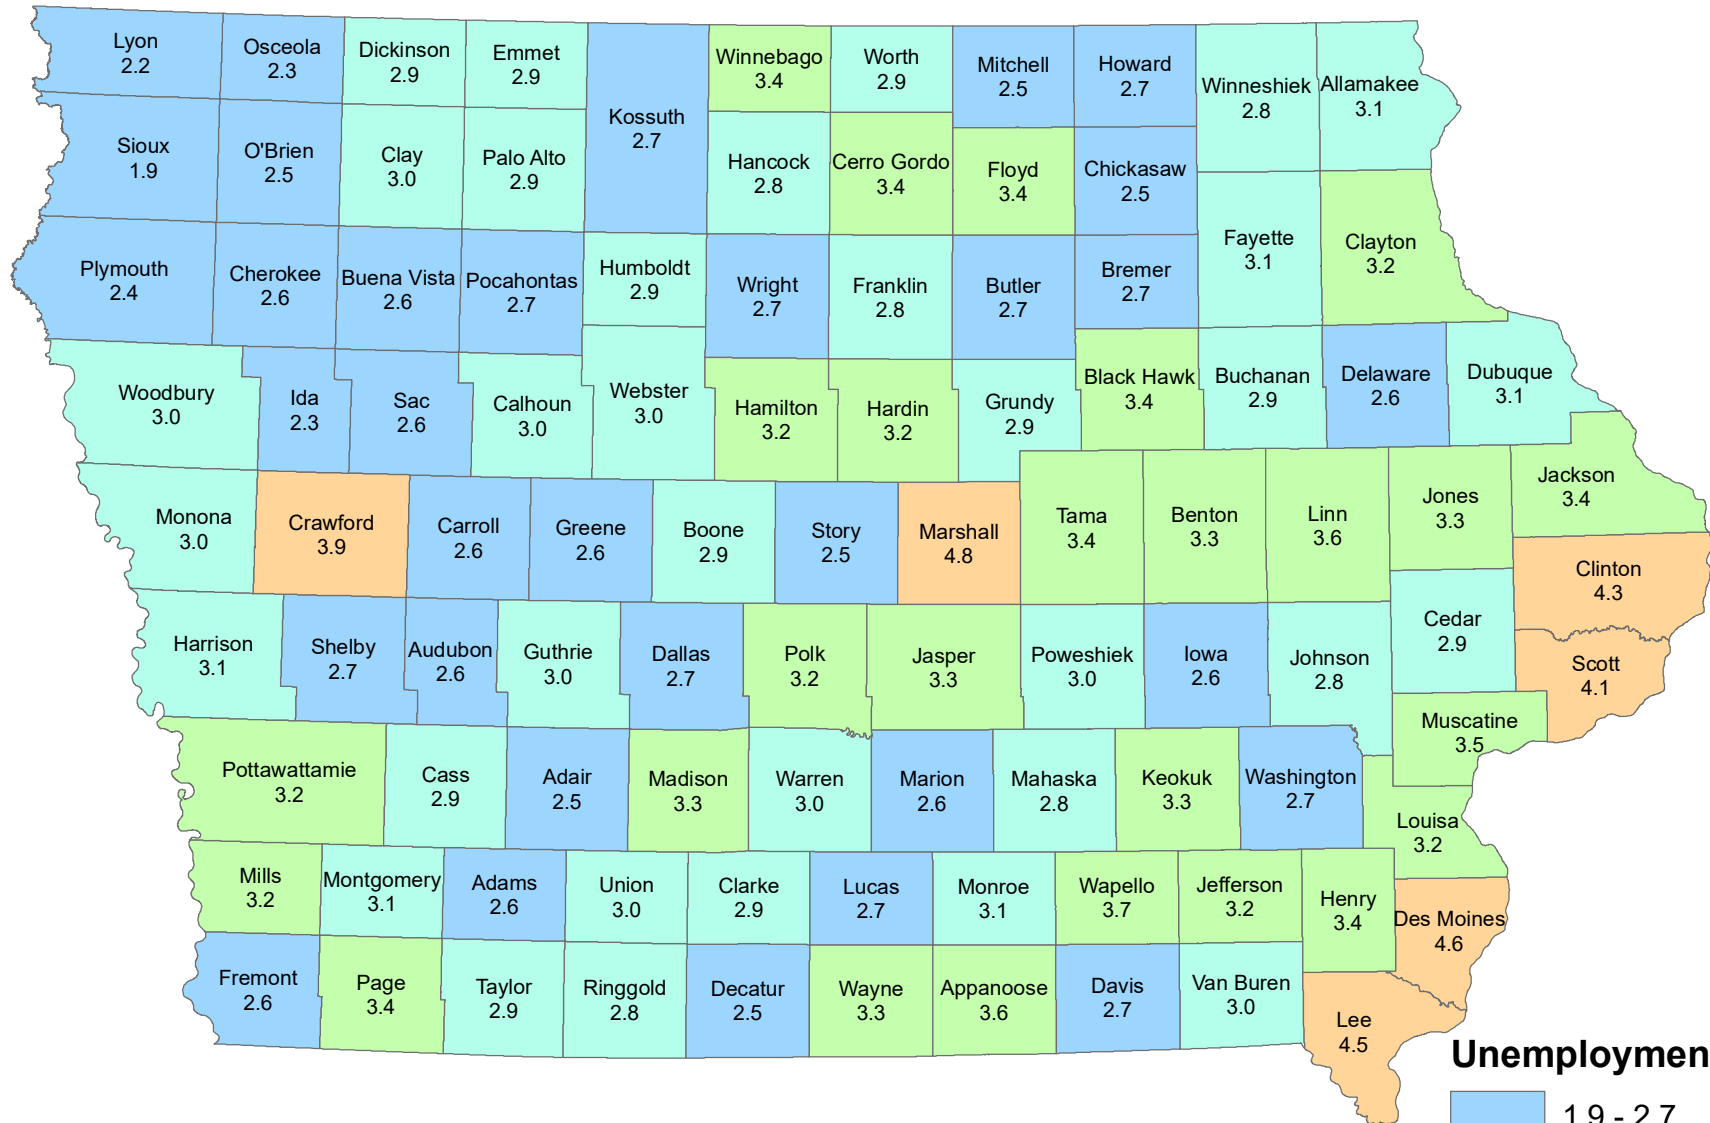 Lyon
2.2
Osceola
2.3
Dickinson
2.9
Emmet
2.9
Kossuth
2.7
Winnebago
3.4
Worth
2.9
Mitchell
2.5
Howard
2.7
Winneshiek
2.8
Allamakee
3.1
Sioux
1.9
O'Brien
2.5
Clay
3.0
Palo Alto
2.9
Hancock
2.8
Cerro Gordo
3.4
Floyd
3.4
Chickasaw
2.5
Fayette
3.1
Clayton
3.2
Plymouth
2.4
Cherokee
2.6
Buena Vista
2.6
Pocahontas
2.7
Humboldt
2.9
Wright
2.7
Franklin
2.8
Butler
2.7
Bremer
2.7
Woodbury
3.0
Ida
2.3
Sac
2.6
Calhoun
3.0
Webster
3.0
Hamilton
3.2
Hardin
3.2
Grundy
2.9
Black Hawk
3.4
Buchanan
2.9
Delaware
2.6
Dubuque
3.1
Monona
3.0
Crawford
3.9
Carroll
2.6
Greene
2.6
Boone
2.9
Story
2.5
Marshall
4.8
Tama
3.4
Benton
3.3
Linn
3.6
Jones
3.3
Jackson
3.4
Clinton
4.3
Harrison
3.1
Shelby
2.7
Audubon
2.6
Guthrie
3.0
Dallas
2.7
Polk
3.2
Jasper
3.3
Poweshiek
3.0
Iowa
2.6
Johnson
2.8
Cedar
2.9
Scott
4.1
Muscatine
3.5
Pottawattamie
3.2
Cass
2.9
Adair
2.5
Madison
3.3
Warren
3.0
Marion
2.6
Mahaska
2.8
Keokuk
3.3
Washington
2.7
Louisa
3.2
Mills
3.2
Montgomery
3.1
Adams
2.6
Union
3.0
Clarke
2.9
Lucas
2.7
Monroe
3.1
Wapello
3.7
Jefferson
3.2
Henry
3.4
Des Moines
4.6
Fremont
2.6
Page
3.4
Taylor
2.9
Ringgold
2.8
Decatur
2.5
Wayne
3.3
Appanoose
3.6
Davis
2.7
Van Buren
3.0
Lee
4.5
Unemploymen
1.9 - 2.7